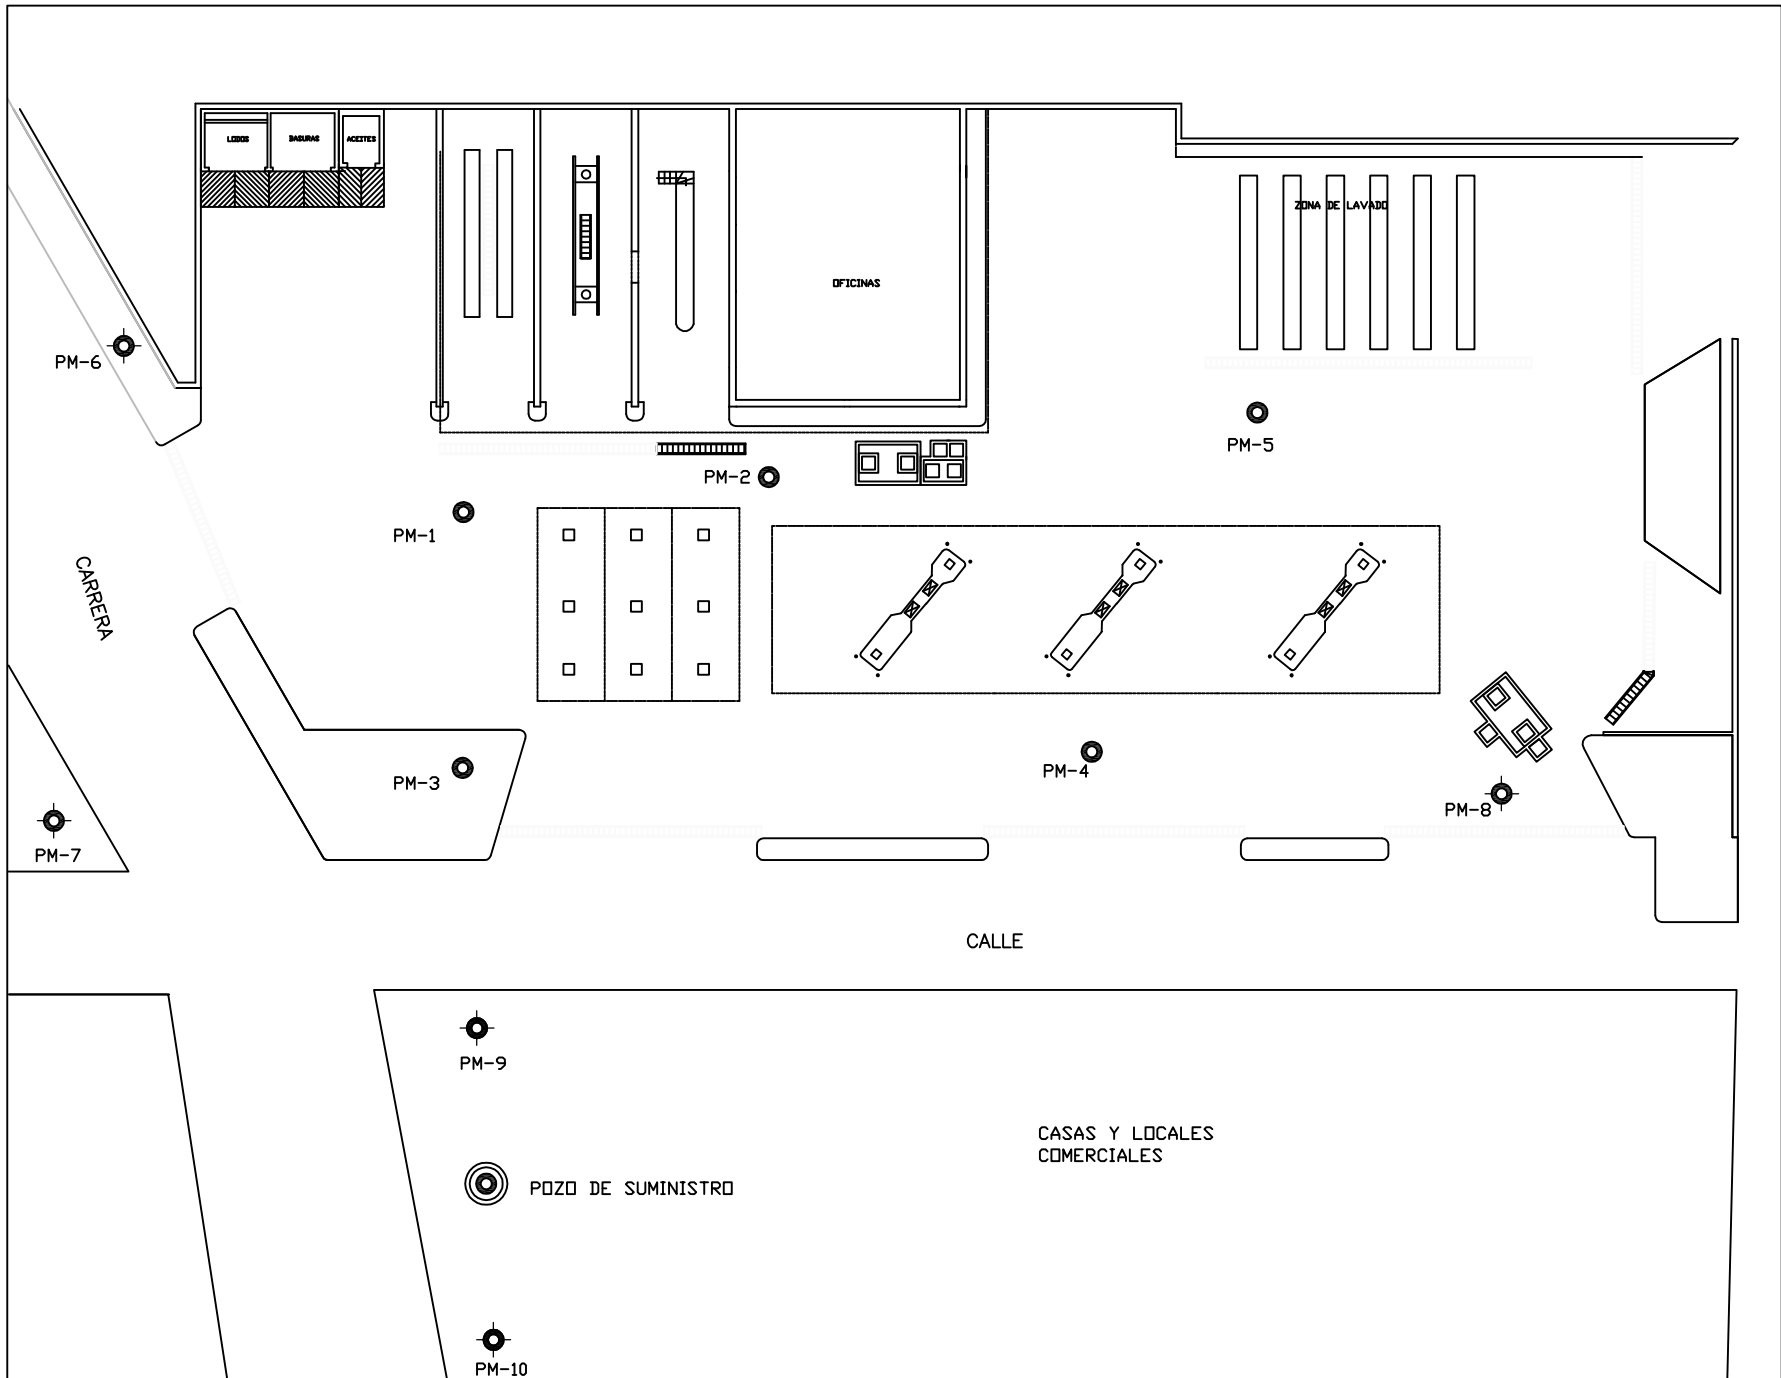 LODOS
BASURAS
ACEITES
ZONA DE LAVADO
OFICINAS
PM-6
PM-5
PM-2
PM-1
CARRERA
PM-4
PM-3
PM-8
PM-7
CALLE
PM-9
CASAS Y LOCALES
COMERCIALES
POZO DE SUMINISTRO
PM-10